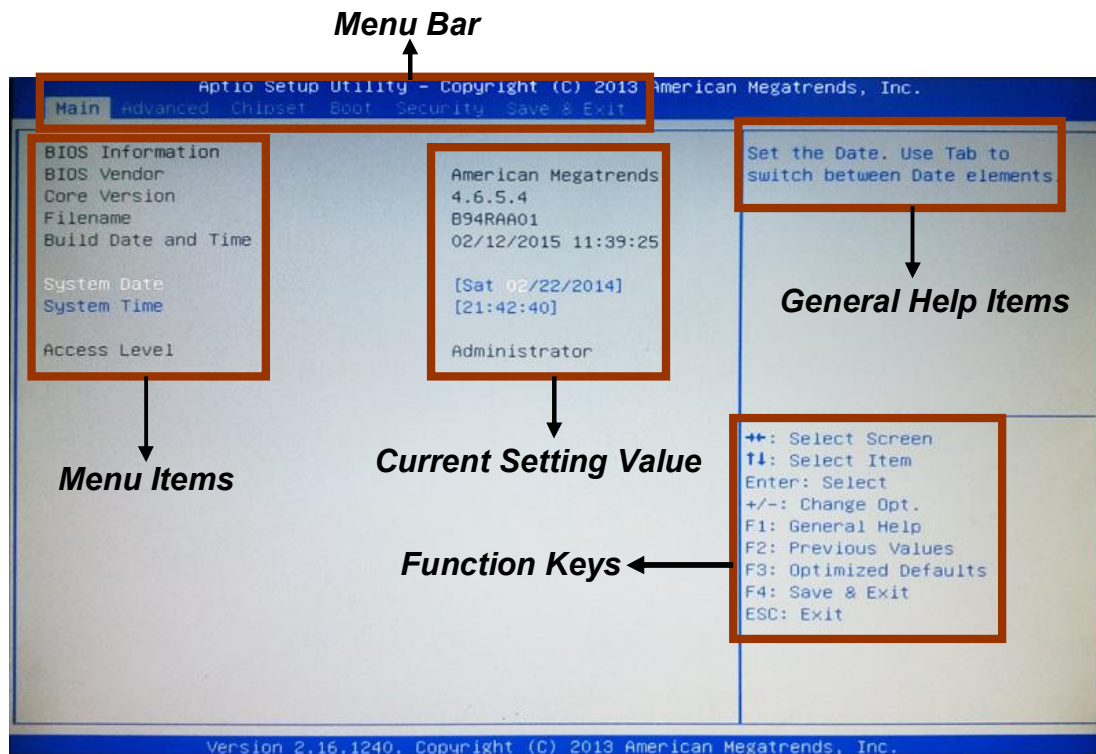 Menu Bar
Aptio Setup Utility - Copyright (C) 2013 American Megatrends, Inc.
Main Advanced Chipset Boot Security Save & Exit
BIOS Information
BIOS Vendor American Megatrends
Core Version 4.6.5.4
Filename B94RAA01
Build Date and Time 02/12/2015 11:39:25
System Date [Sat 02/22/2014]
System Time [21:42:40]
Access Level Administrator
Set the Date. Use Tab to
switch between Date elements.
General Help Items
Menu Items
Current Setting Value
→←: Select Screen
↑↓: Select Item
Enter: Select
+/-: Change Opt.
F1: General Help
F2: Previous Values
F3: Optimized Defaults
F4: Save & Exit
ESC: Exit
Function Keys
Version 2.16.1240. Copyright (C) 2013 American Megatrends, Inc.